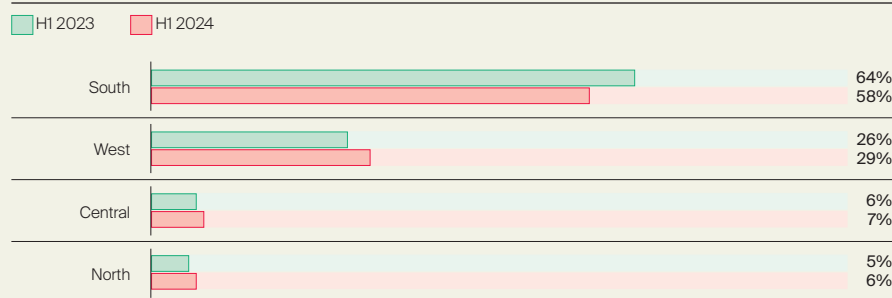 H1 2023 H1 2024
South 64%
58%
West 26%
29%
Central 6%
7%
North 5%
6%